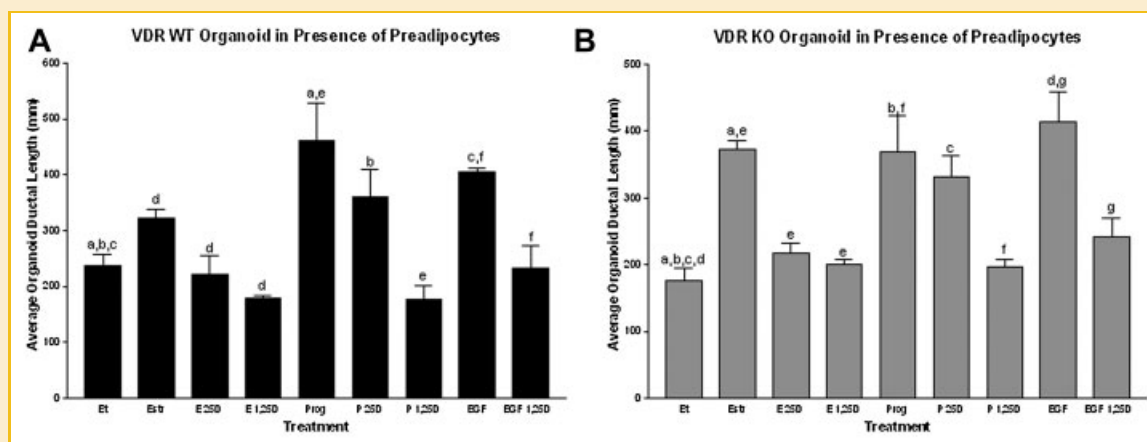 A
VDR WT Organoid in Presence of Preadipocytes
Average Organoid Ductal Length (mm)
600
500
400
300
200
100
0
a,b,c
d
d
d
a,e
b
e
c,f
f
Et
Estr
E 25D
E 1,25D
Prog
P 25D
P 1,25D
EGF
EGF 1,25D
Treatment
B
VDR KO Organoid in Presence of Preadipocytes
Average Organoid Ductal Length (mm)
500
400
300
200
100
0
a,b,c,d
a,e
e
e
b,f
c
f
d,g
g
Et
Estr
E 25D
E 1,25D
Prog
P 25D
P 1,25D
EGF
EGF 1,25D
Treatment